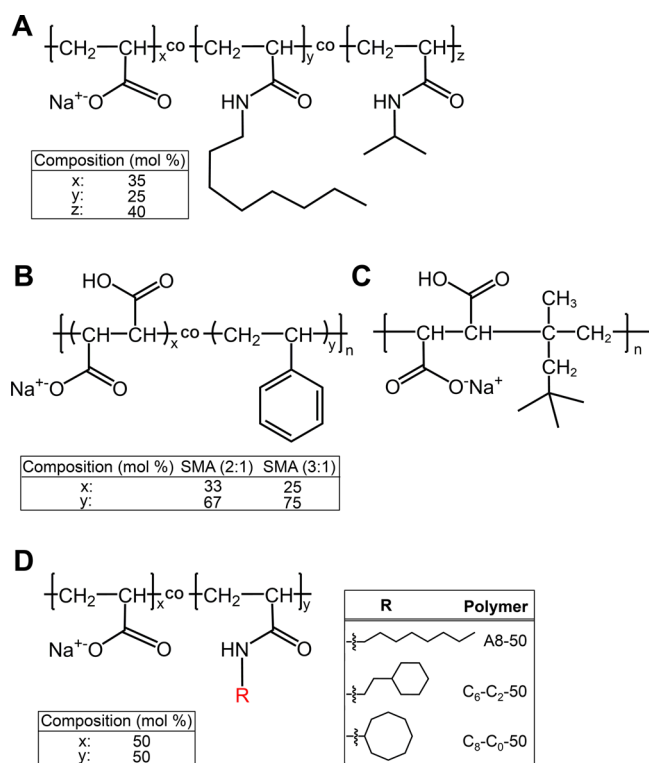 A
-[-CH2-CH-]x co -[-CH2-CH-]y co -[-CH2-CH-]z
Na+-O O HN O HN O
Composition (mol %)
x: 35
y: 25
z: 40
B
HO O
-[-(-CH-CH-)x co -(-CH2-CH-)y-]n
Na+-O O
Composition (mol %) SMA (2:1) SMA (3:1)
x: 33 25
y: 67 75
C
HO O CH3
CH CH CH2 n
CH2
O O-Na+
D
-[-CH2-CH-]x co -[-CH2-CH-]y
Na+-O O HN O
R
Composition (mol %)
x: 50
y: 50
R Polymer
A8-50
C6-C2-50
C8-C0-50